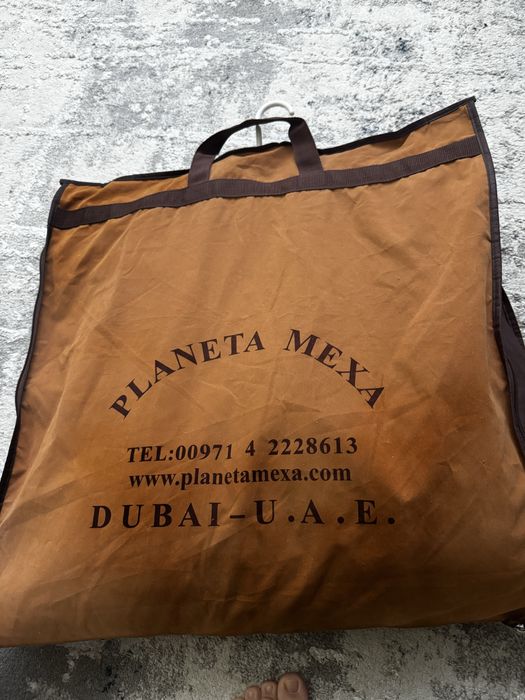 PLANETA MEXA
TEL:00971 4 2228613
www.planetamexa.com
DUBAI-U.A.E.